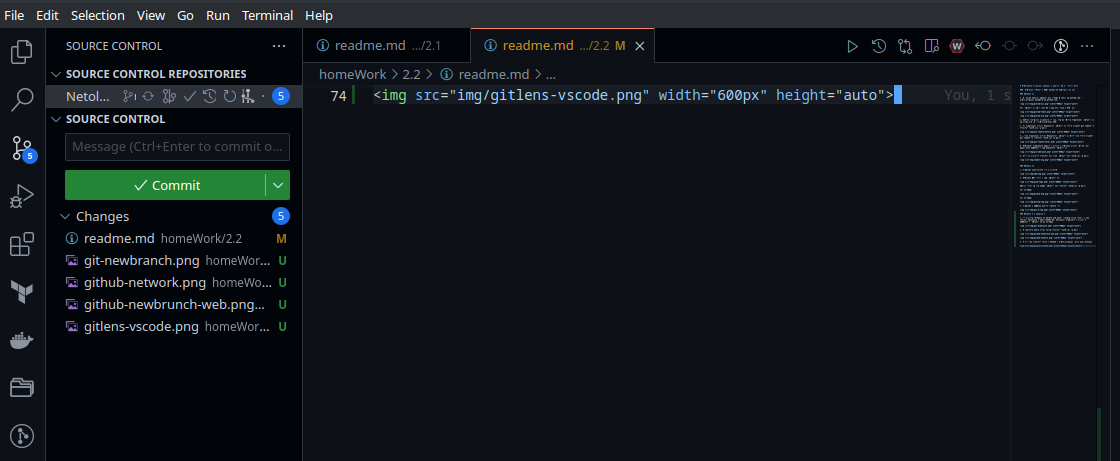 File Edit Selection View Go Run Terminal Help
SOURCE CONTROL
readme.md .../2.1
readme.md .../2.2 M
SOURCE CONTROL REPOSITORIES
homeWork 2.2 readme.md ...
Netol... 5
74 <img src="img/gitlens-vscode.png" width="600px" height="auto"> You, 1 s
SOURCE CONTROL
Message (Ctrl+Enter to commit o...
5
Commit
Changes 5
readme.md homeWork/2.2 M
git-newbranch.png homeWor... U
github-network.png homeWo... U
github-newbrunch-web.png... U
gitlens-vscode.png homeWor... U
W